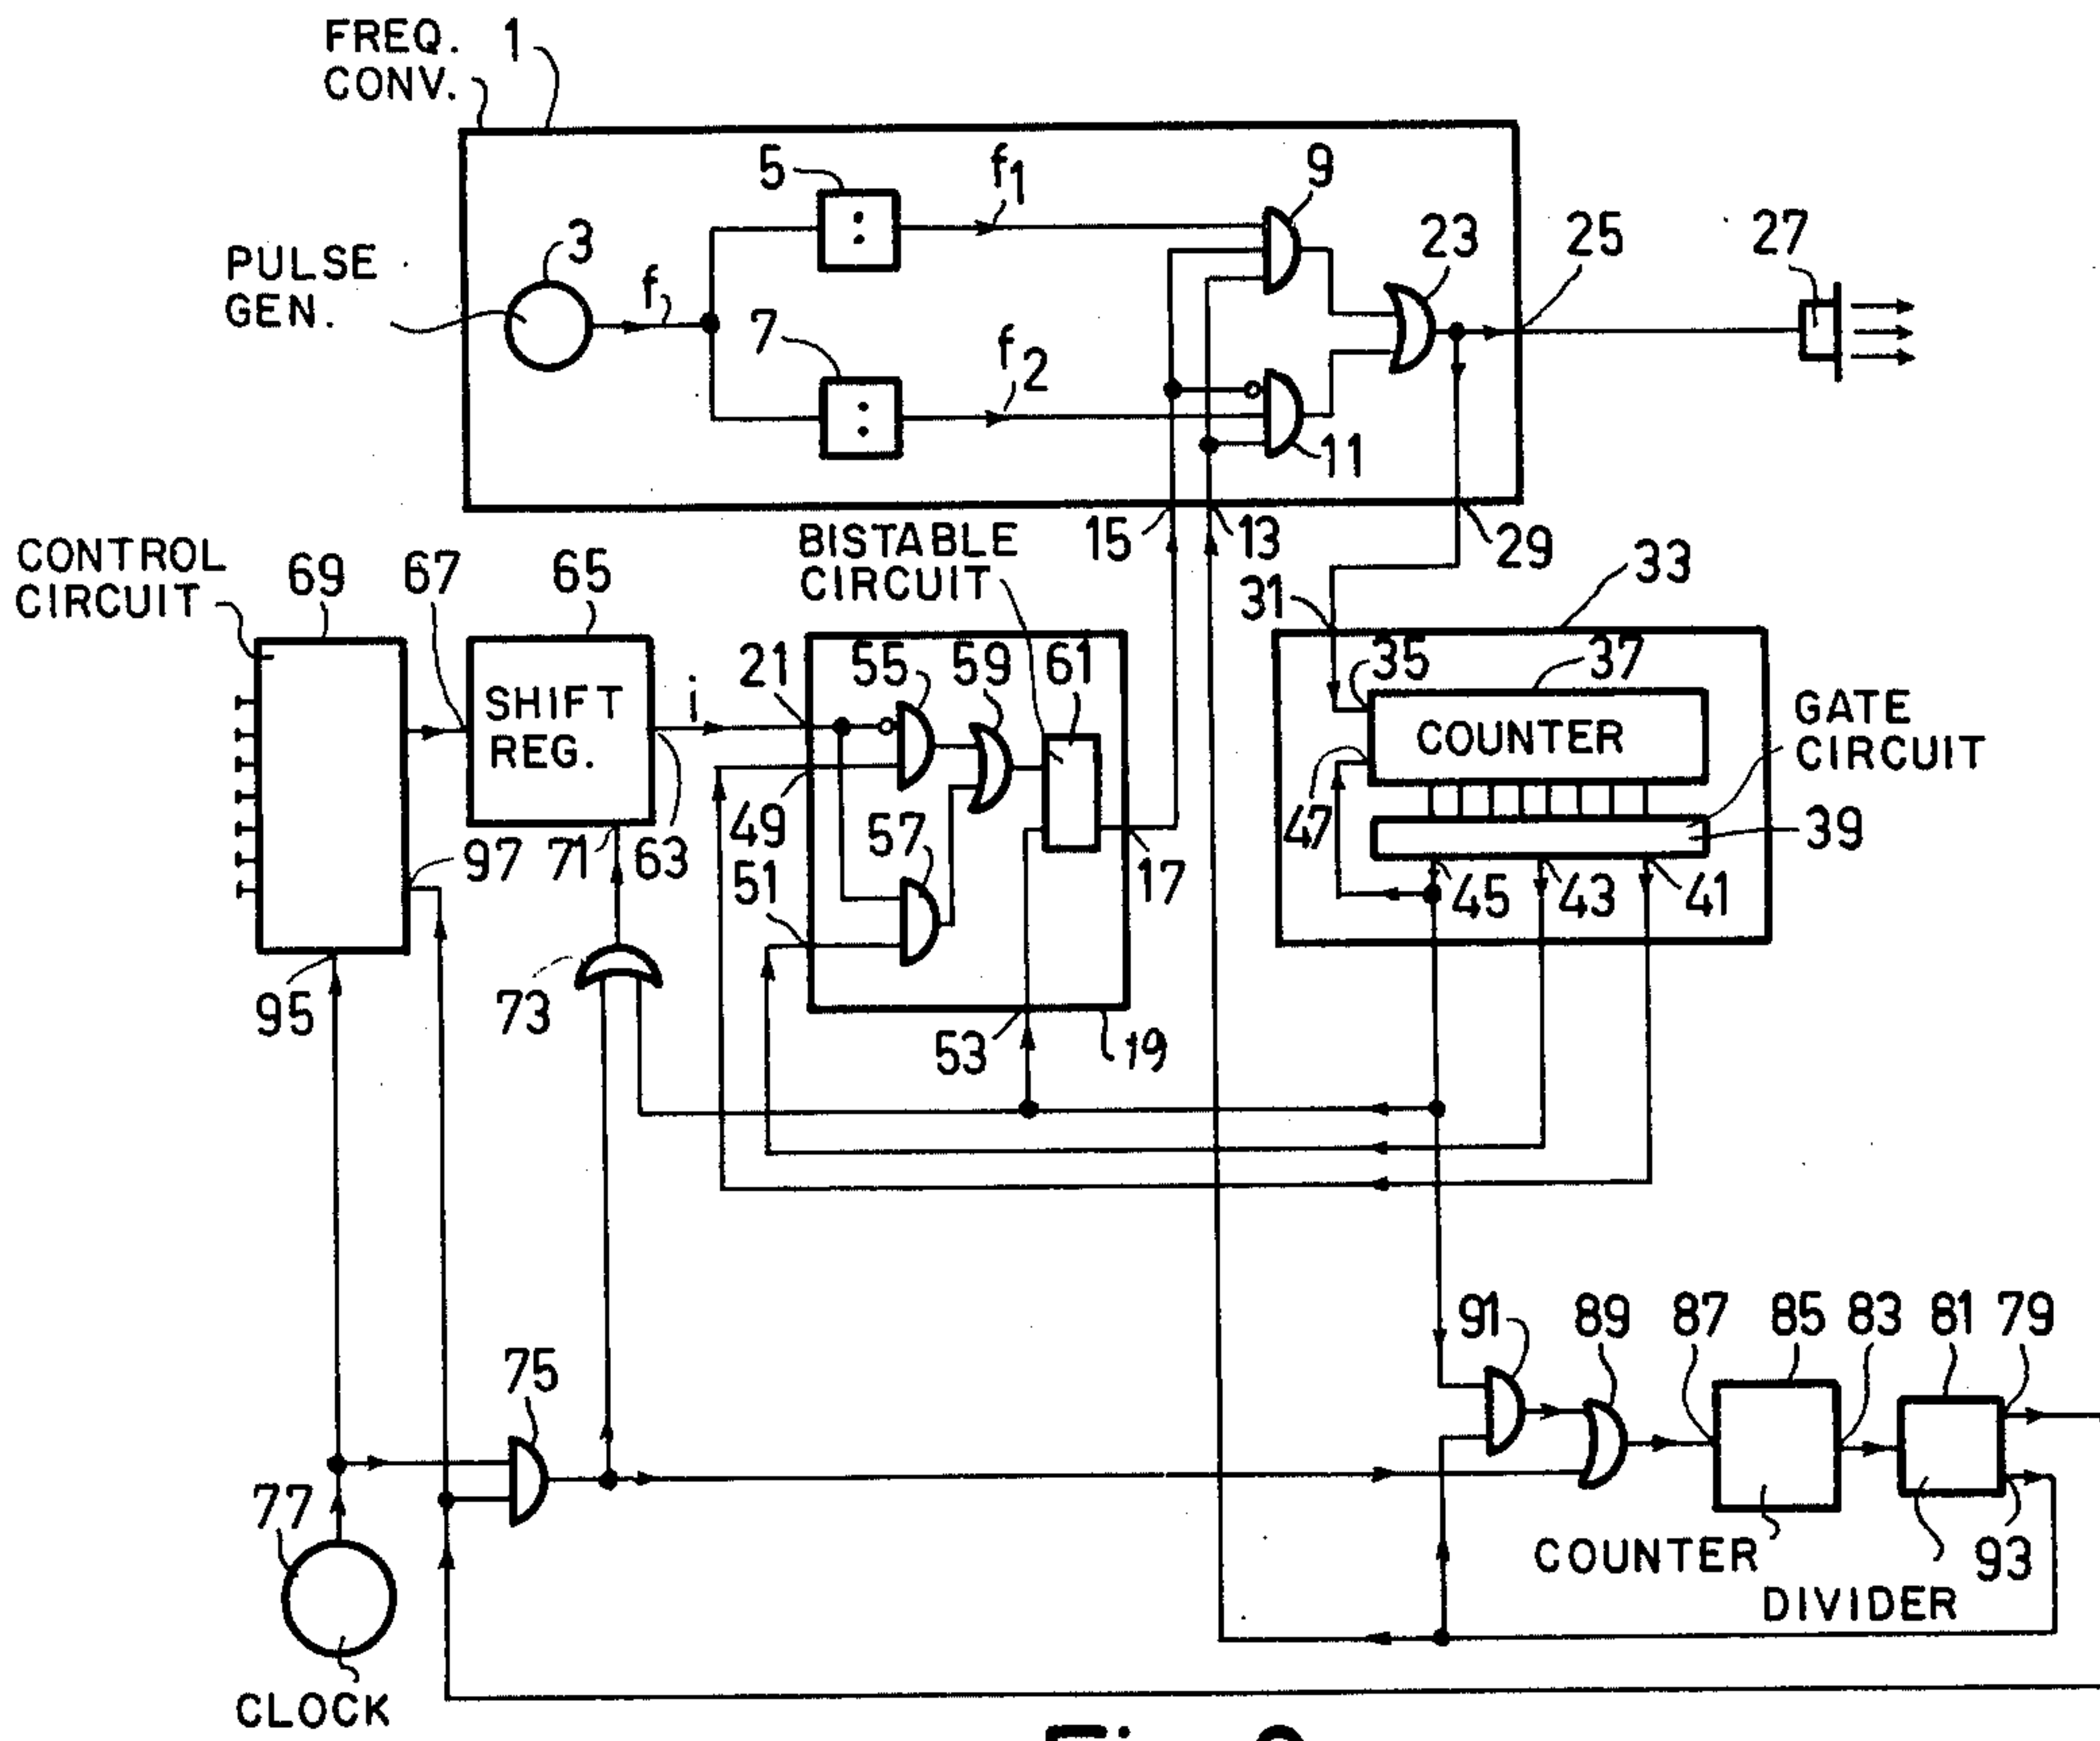 FREQ. 1
CONV.
5
f1
9
PULSE
GEN.
3
f
23
25
27
7
f2
11
CONTROL
CIRCUIT
69
67
65
BISTABLE
CIRCUIT
15
13
29
31
33
SHIFT
REG.
i
21
55
59
61
35
37
COUNTER
GATE
CIRCUIT
49
57
47
39
97
71
63
51
17
45
43
41
95
73
53
19
91
89
87
85
83
81
79
75
77
COUNTER
93
DIVIDER
CLOCK